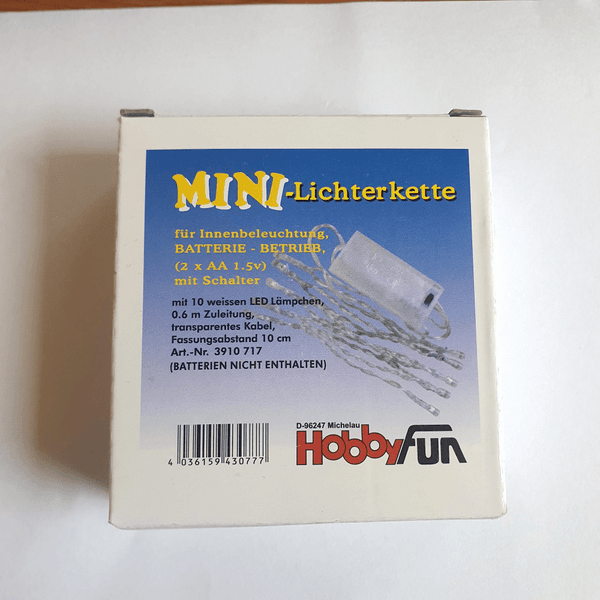 MINI-Lichterkette
für Innenbeleuchtung,
BATTERIE - BETRIEB,
(2 x AA 1.5v)
mit Schalter
mit 10 weissen LED Lämpchen,
0.6 m Zuleitung,
transparentes Kabel,
Fassungsabstand 10 cm
Art.-Nr. 3910 717
(BATTERIEN NICHT ENTHALTEN)
D-96247 Michelau
HobbyFun
4 036159 430777